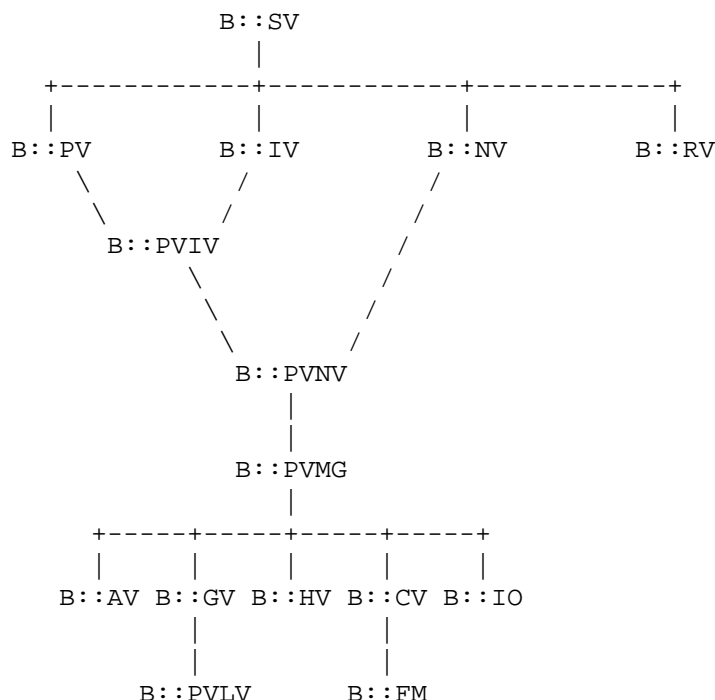 B::SV
B::PV B::IV B::NV B::RV
B::PVIV
B::PVNV
B::PVMG
B::AV B::GV B::HV B::CV B::IO
B::PVLV B::FM